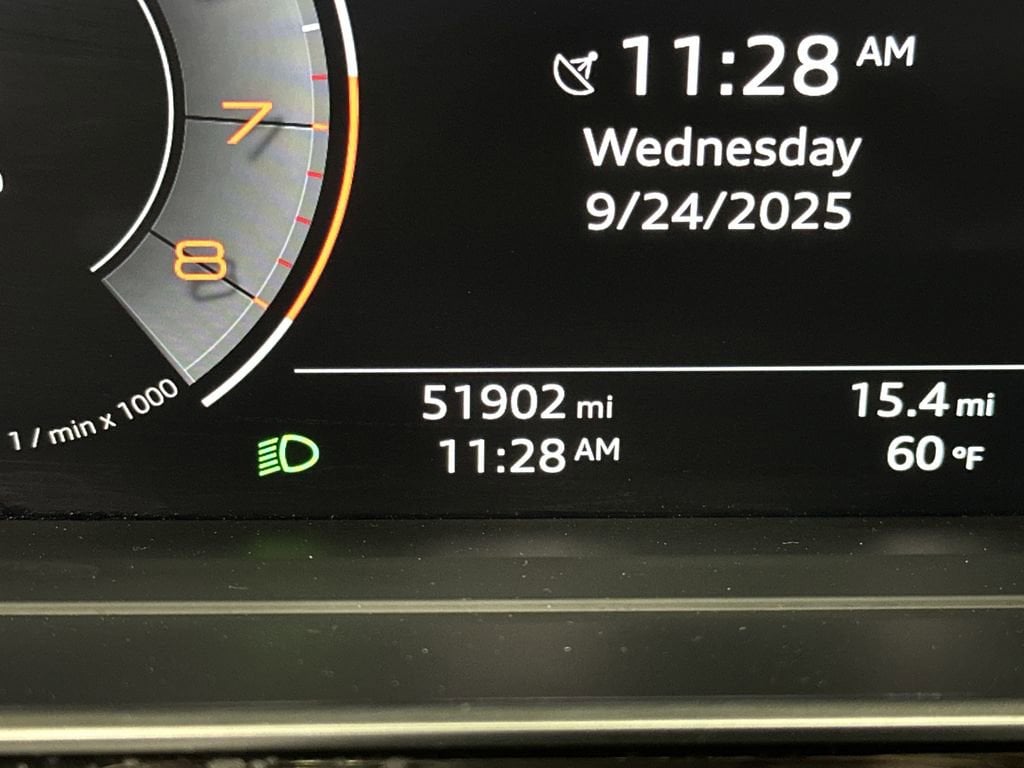 11:28 AM
Wednesday
9/24/2025
7
8
1 / min x 1000
51902 mi
15.4 mi
11:28 AM
60 °F